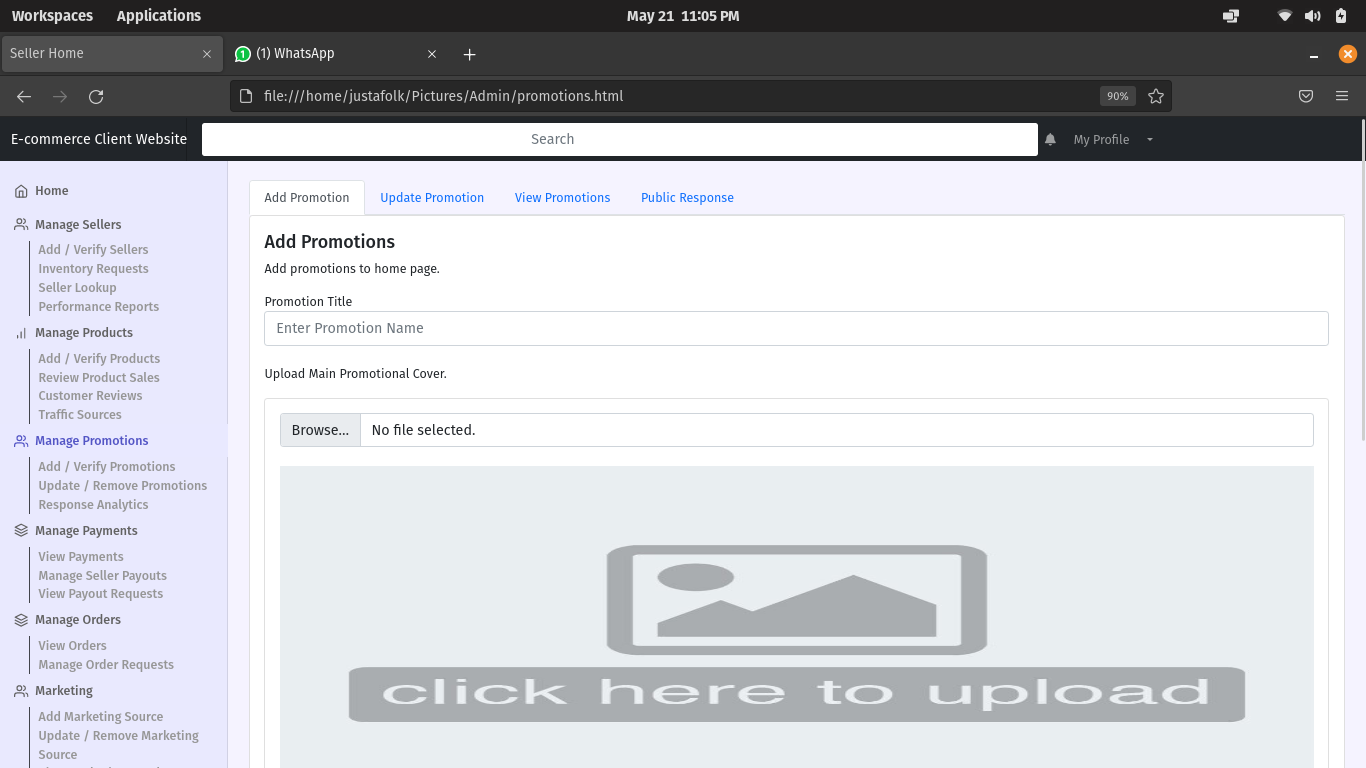 Workspaces Applications May 21 11:05 PM
Seller Home 1 (1) WhatsApp
file:///home/justafolk/Pictures/Admin/promotions.html 90%
E-commerce Client Website Search My Profile
Home
Manage Sellers
Add / Verify Sellers
Inventory Requests
Seller Lookup
Performance Reports
Manage Products
Add / Verify Products
Review Product Sales
Customer Reviews
Traffic Sources
Manage Promotions
Add / Verify Promotions
Update / Remove Promotions
Response Analytics
Manage Payments
View Payments
Manage Seller Payouts
View Payout Requests
Manage Orders
View Orders
Manage Order Requests
Marketing
Add Marketing Source
Update / Remove Marketing
Source
Add Promotion Update Promotion View Promotions Public Response
Add Promotions
Add promotions to home page.
Promotion Title
Enter Promotion Name
Upload Main Promotional Cover.
Browse... No file selected.
click here to upload